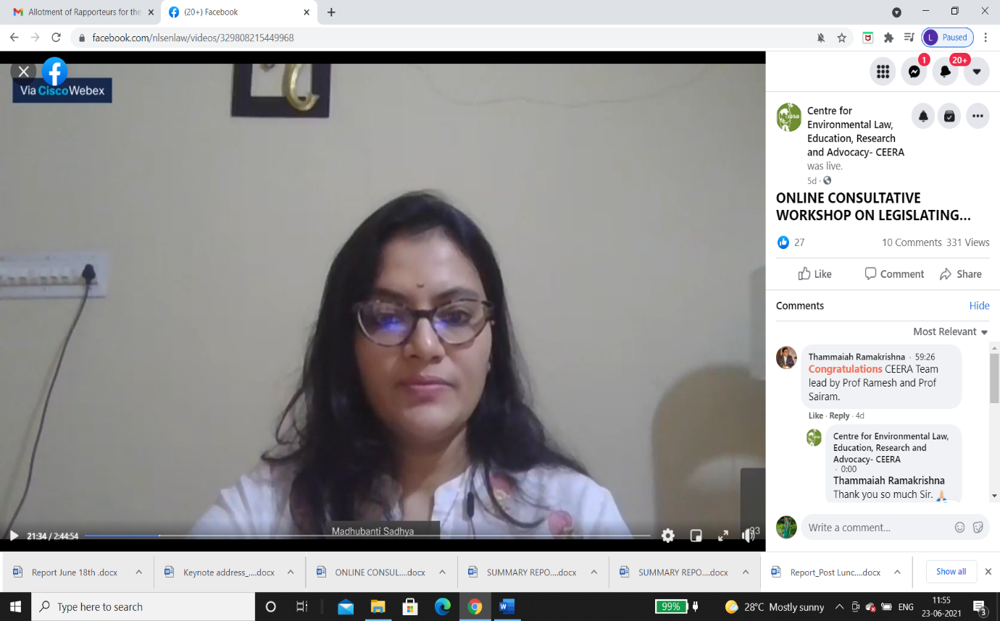 Allotment of Rapporteurs for the
(20+) Facebook
facebook.com/nlsenlaw/videos/329808215449968
L Paused
Via CiscoWebex
1
20+
ceera
Centre for
Environmental Law,
Education, Research
and Advocacy- CEERA
was live.
5d ·
ONLINE CONSULTATIVE
WORKSHOP ON LEGISLATING...
27
10 Comments 331 Views
Like
Comment
Share
Comments
Hide
Most Relevant
Thammaiah Ramakrishna · 59:26
Congratulations CEERA Team
lead by Prof Ramesh and Prof
Sairam.
Like · Reply · 4d
Centre for Environmental Law,
Education, Research and
Advocacy- CEERA
· 0:00
Thammaiah Ramakrishna
Thank you so much Sir.
Write a comment...
Madhubanti Sadhya
21:34 / 2:44:54
93
Report June 18th .docx
Keynote address_....docx
ONLINE CONSUL....docx
SUMMARY REPO....docx
SUMMARY REPO....docx
Report_Post Lunc....docx
Show all
Type here to search
99%
28°C Mostly sunny
ENG
11:55
23-06-2021
3